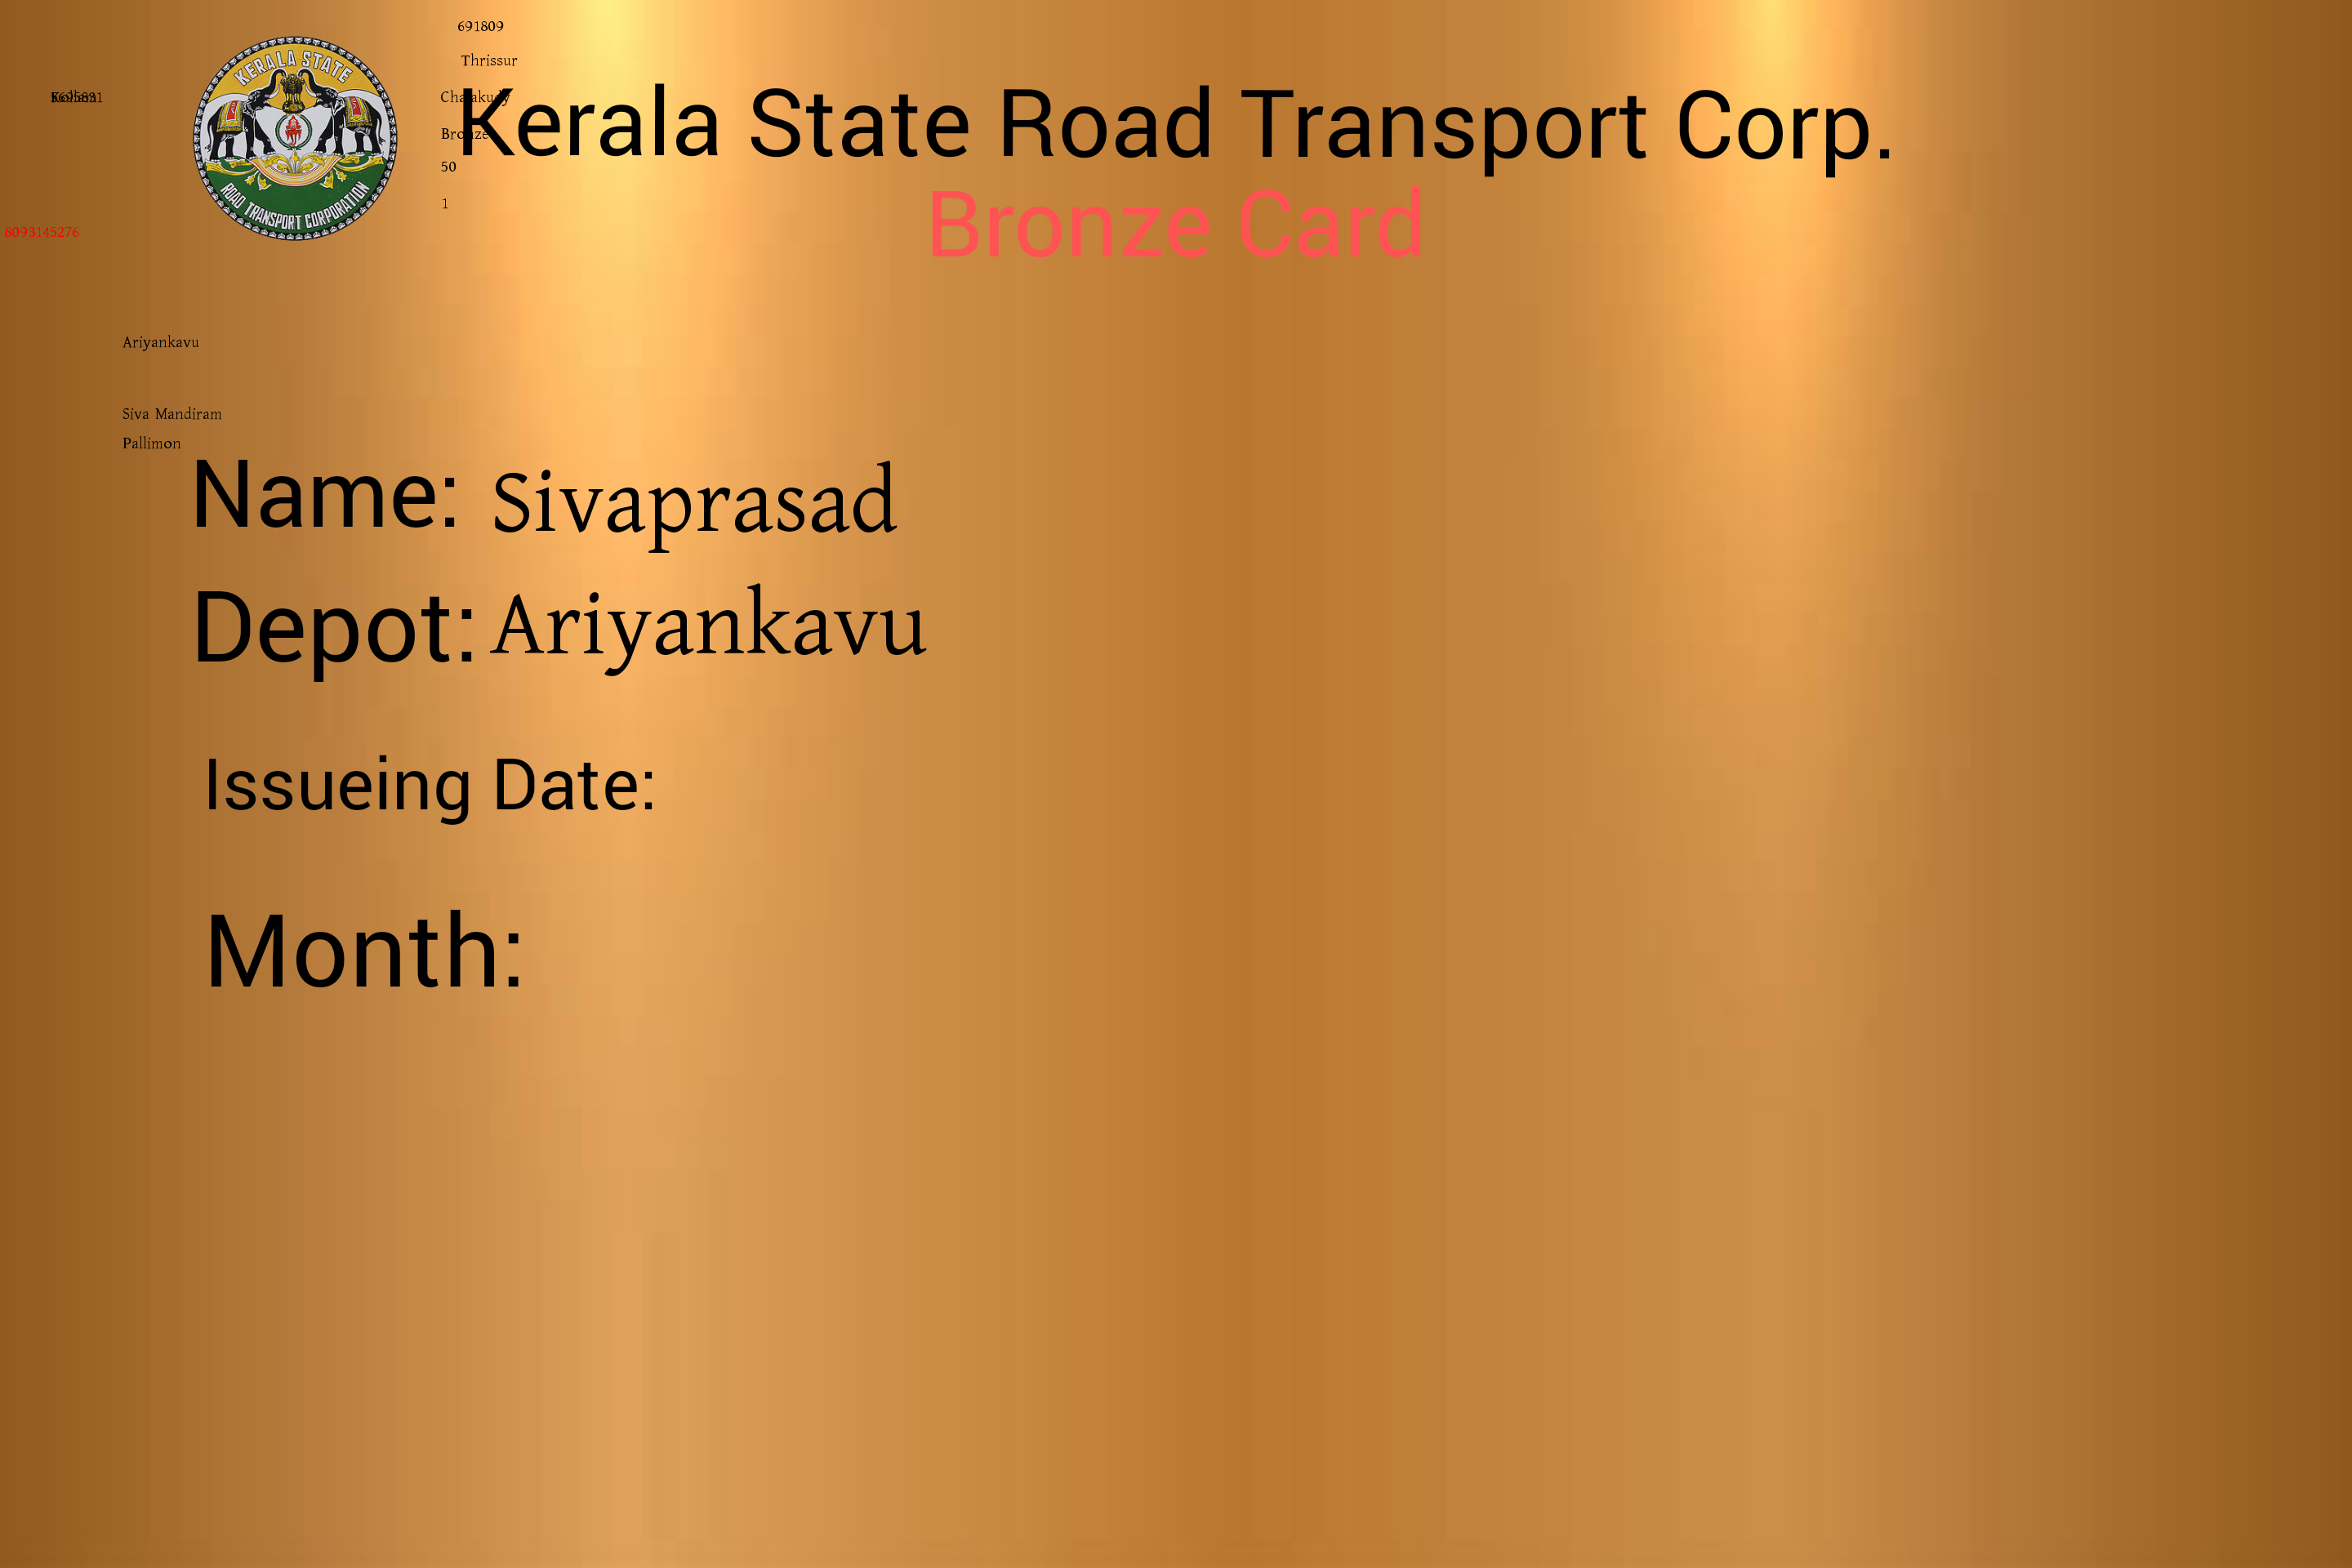 691809
Thrissur
KERALA STATE
ROAD TRANSPORT CORPORATION
Chalakudy
Kerala State Road Transport Corp.
Bronze
50
1
Bronze Card
8093145276
Ariyankavu
Siva Mandiram
Pallimon
Name: Sivaprasad
Depot: Ariyankavu
Issueing Date:
Month: